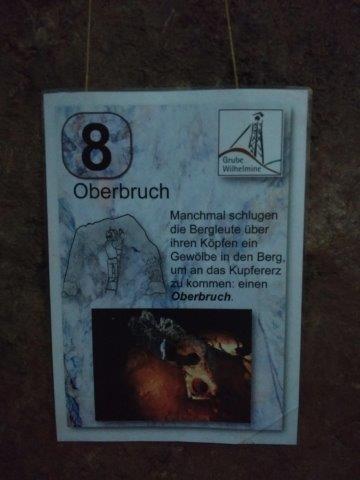 8
Grube
Wilhelmine
Oberbruch
Manchmal schlugen
die Bergleute über
ihren Köpfen ein
Gewölbe in den Berg,
um an das Kupfererz
zu kommen: einen
Oberbruch.